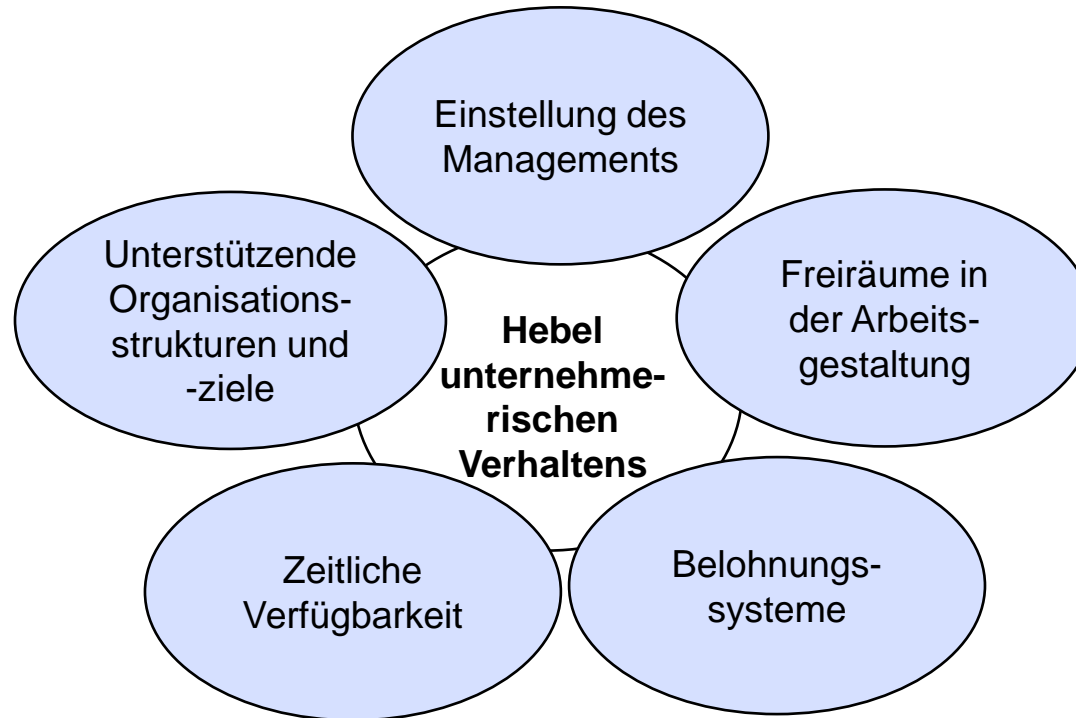 Einstellung des
Managements
Unterstützende
Organisations-
strukturen und
-ziele
Freiräume in
der Arbeits-
gestaltung
Hebel
unternehme-
rischen
Verhaltens
Zeitliche
Verfügbarkeit
Belohnungs-
systeme